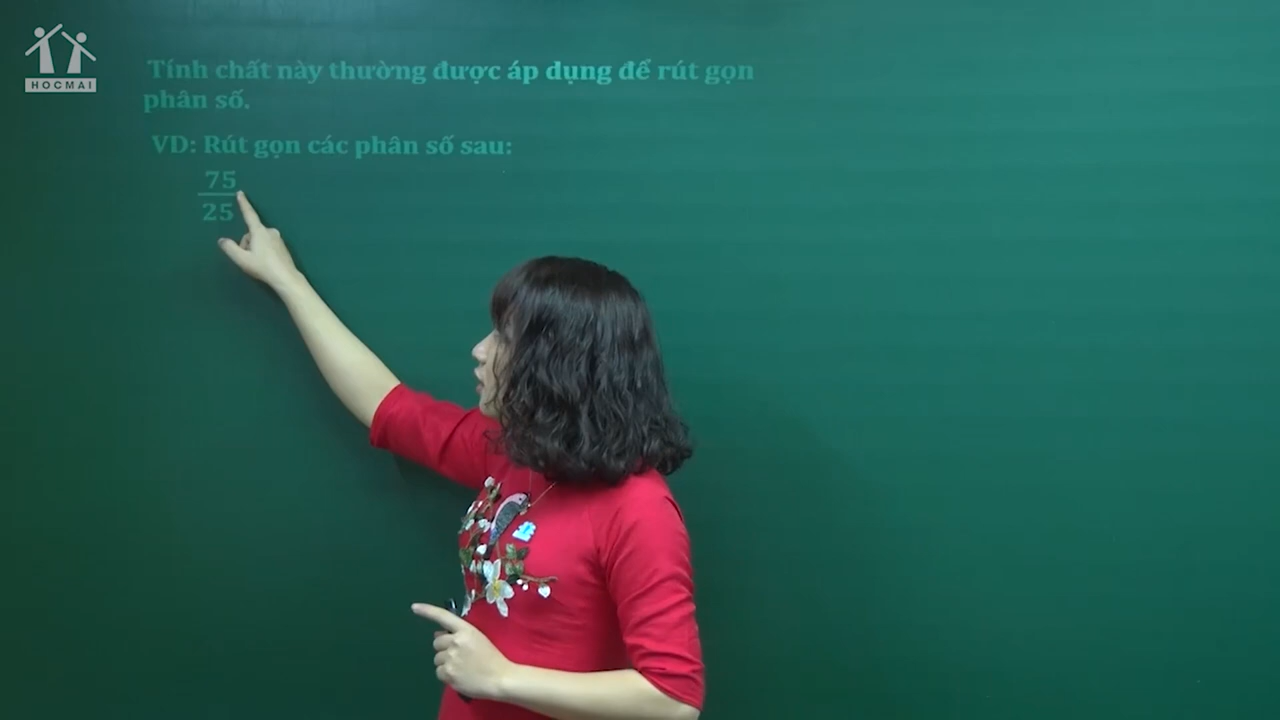 HOCMAI
Tính chất này thường được áp dụng để rút gọn
phân số.
VD: Rút gọn các phân số sau:
75
25